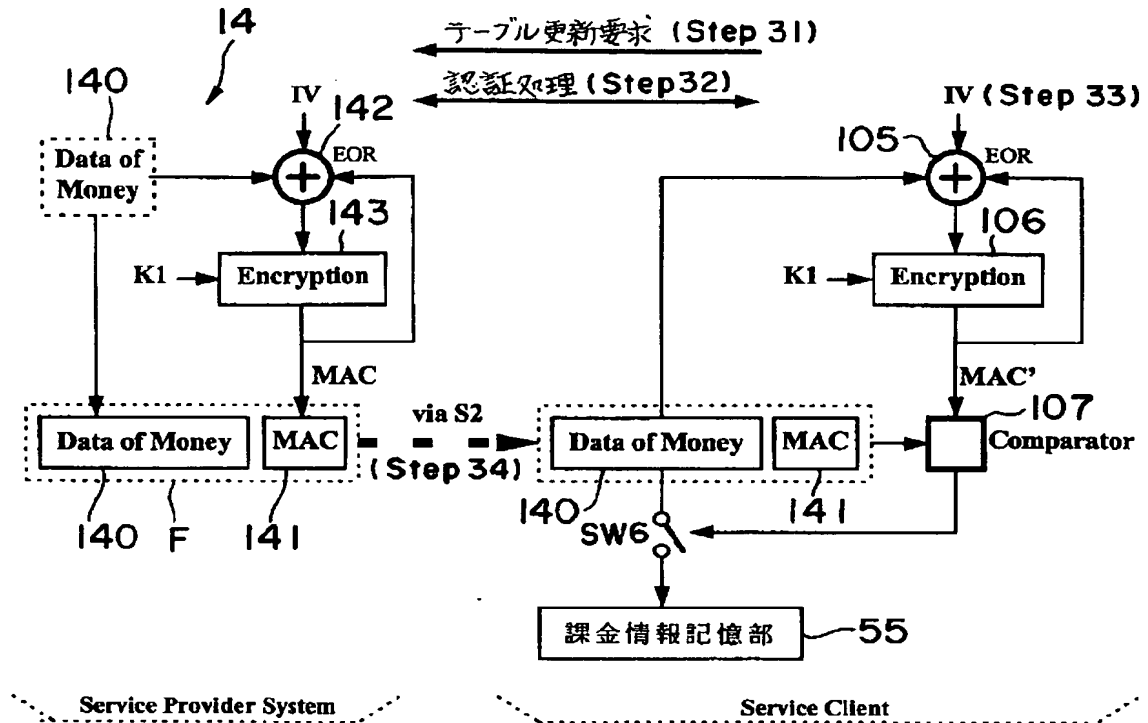 14
テーブル更新要求 (Step 31)
認証処理 (Step 32)
140
IV
142
EOR
Data of
Money
143
K1
Encryption
MAC
IV (Step 33)
105
EOR
106
K1
Encryption
MAC'
107
Comparator
Data of Money
MAC
via S2
(Step 34)
Data of Money
MAC
140
F
141
140
141
SW6
課金情報記憶部
55
Service Provider System
Service Client